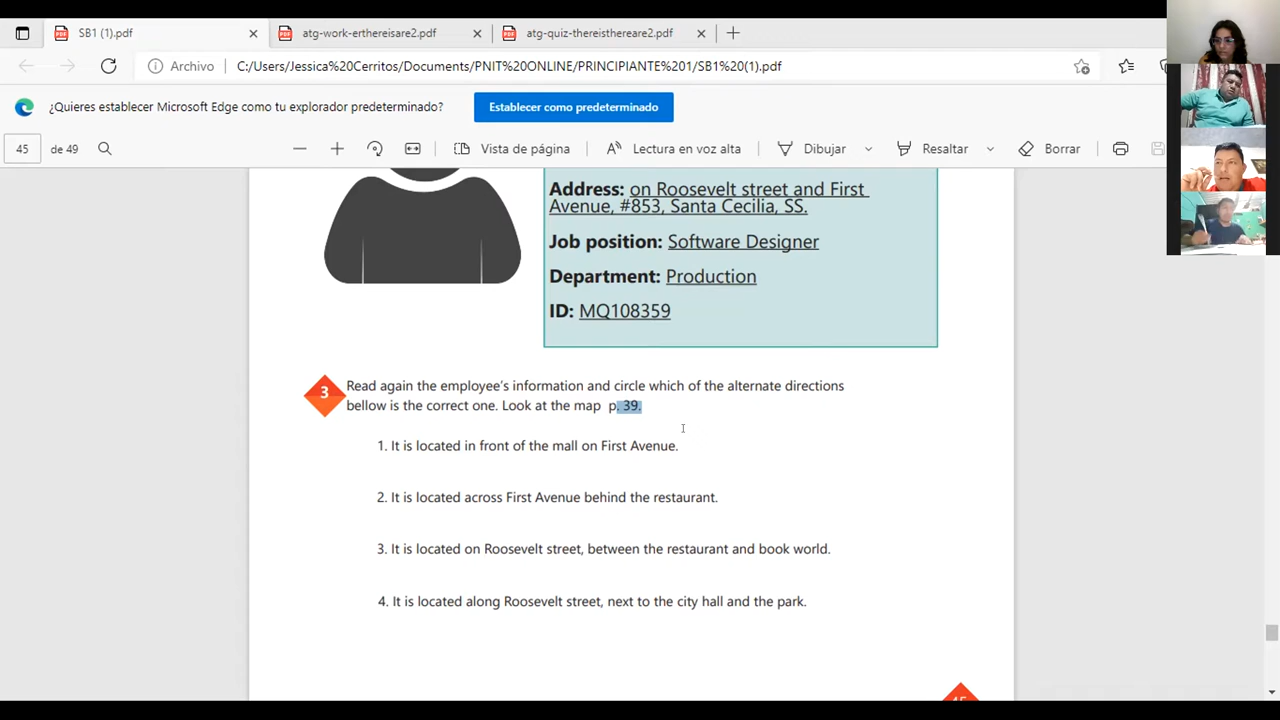 SB1 (1).pdf
atg-work-erthereisare2.pdf
atg-quiz-thereisthereare2.pdf
Archivo
C:/Users/Jessica%20Cerritos/Documents/PNIT%20ONLINE/PRINCIPIANTE%201/SB1%20(1).pdf
¿Quieres establecer Microsoft Edge como tu explorador predeterminado?
Establecer como predeterminado
45 de 49
Vista de página
Lectura en voz alta
Dibujar
Resaltar
Borrar
Address: on Roosevelt street and First
Avenue, #853, Santa Cecilia, SS.
Job position: Software Designer
Department: Production
ID: MQ108359
3
Read again the employee's information and circle which of the alternate directions
bellow is the correct one. Look at the map p. 39.
1. It is located in front of the mall on First Avenue.
2. It is located across First Avenue behind the restaurant.
3. It is located on Roosevelt street, between the restaurant and book world.
4. It is located along Roosevelt street, next to the city hall and the park.